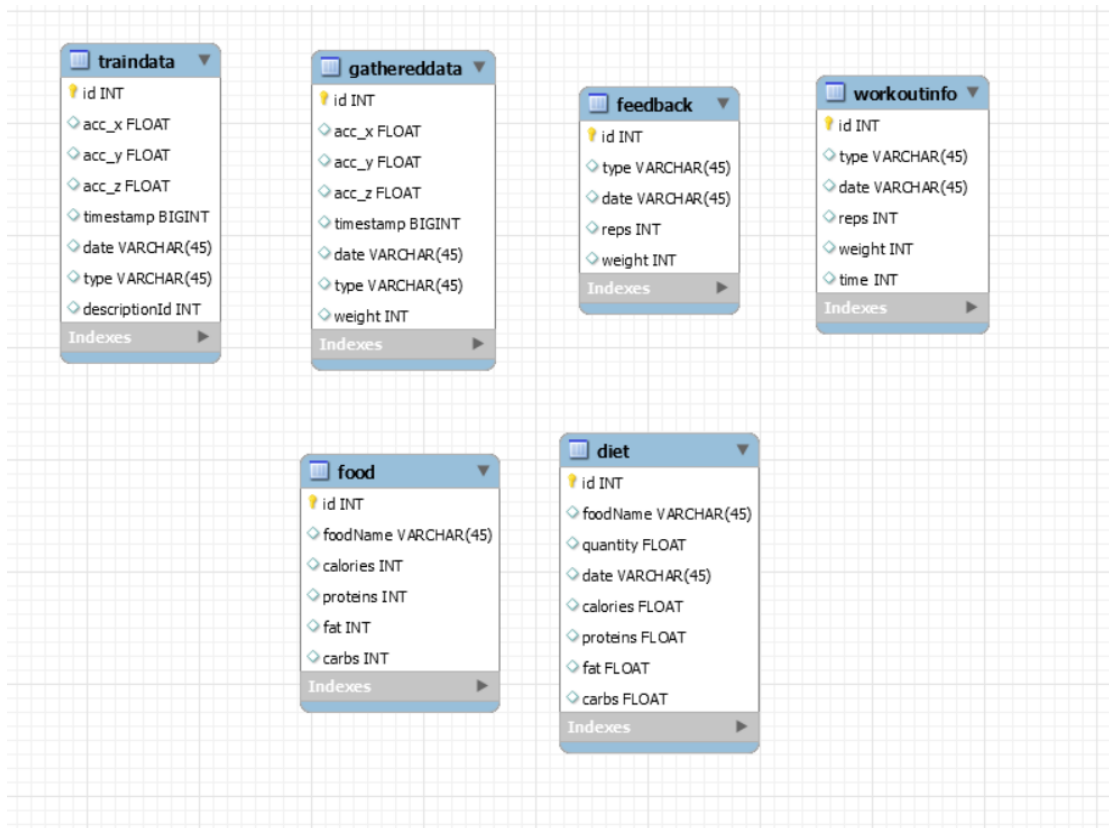 traindata
id INT
acc_x FLOAT
acc_y FLOAT
acc_z FLOAT
timestamp BIGINT
date VARCHAR(45)
type VARCHAR(45)
descriptionId INT
Indexes
gathereddata
id INT
acc_x FLOAT
acc_y FLOAT
acc_z FLOAT
timestamp BIGINT
date VARCHAR(45)
type VARCHAR(45)
weight INT
Indexes
feedback
id INT
type VARCHAR(45)
date VARCHAR(45)
reps INT
weight INT
Indexes
workoutinfo
id INT
type VARCHAR(45)
date VARCHAR(45)
reps INT
weight INT
time INT
Indexes
food
id INT
foodName VARCHAR(45)
calories INT
proteins INT
fat INT
carbs INT
Indexes
diet
id INT
foodName VARCHAR(45)
quantity FLOAT
date VARCHAR(45)
calories FLOAT
proteins FLOAT
fat FLOAT
carbs FLOAT
Indexes